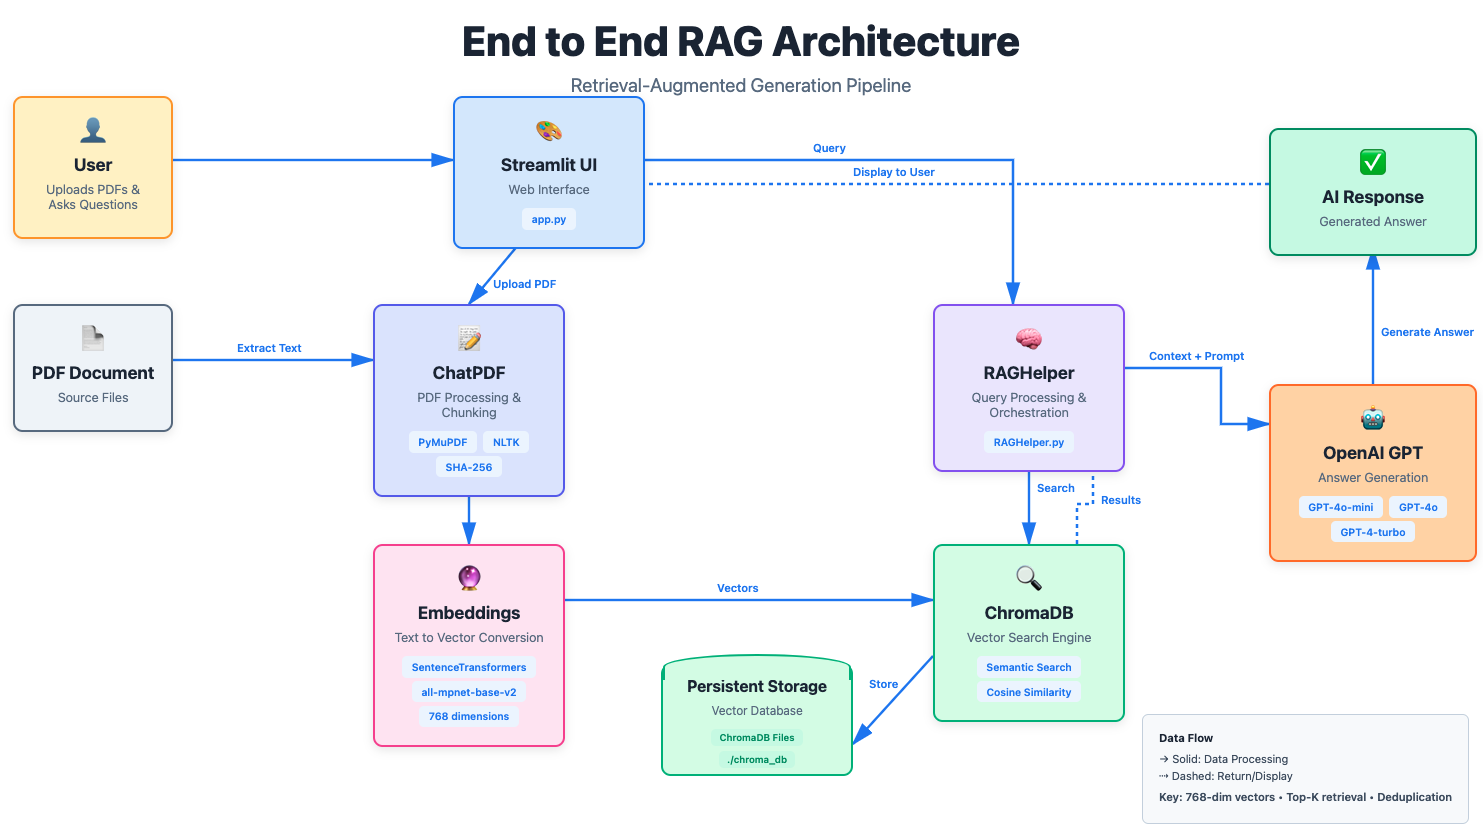 End to End RAG Architecture
Retrieval-Augmented Generation Pipeline
User
Uploads PDFs &
Asks Questions
Streamlit UI
Web Interface
app.py
Query
Display to User
AI Response
Generated Answer
Upload PDF
PDF Document
Source Files
Extract Text
ChatPDF
PDF Processing &
Chunking
PyMuPDF NLTK
SHA-256
RAGHelper
Query Processing &
Orchestration
RAGHelper.py
Context + Prompt
Generate Answer
OpenAI GPT
Answer Generation
GPT-4o-mini GPT-4o
GPT-4-turbo
Search
Results
Embeddings
Text to Vector Conversion
SentenceTransformers
all-mpnet-base-v2
768 dimensions
Vectors
ChromaDB
Vector Search Engine
Semantic Search
Cosine Similarity
Store
Persistent Storage
Vector Database
ChromaDB Files
./chroma_db
Data Flow
→ Solid: Data Processing
⇢ Dashed: Return/Display
Key: 768-dim vectors • Top-K retrieval • Deduplication